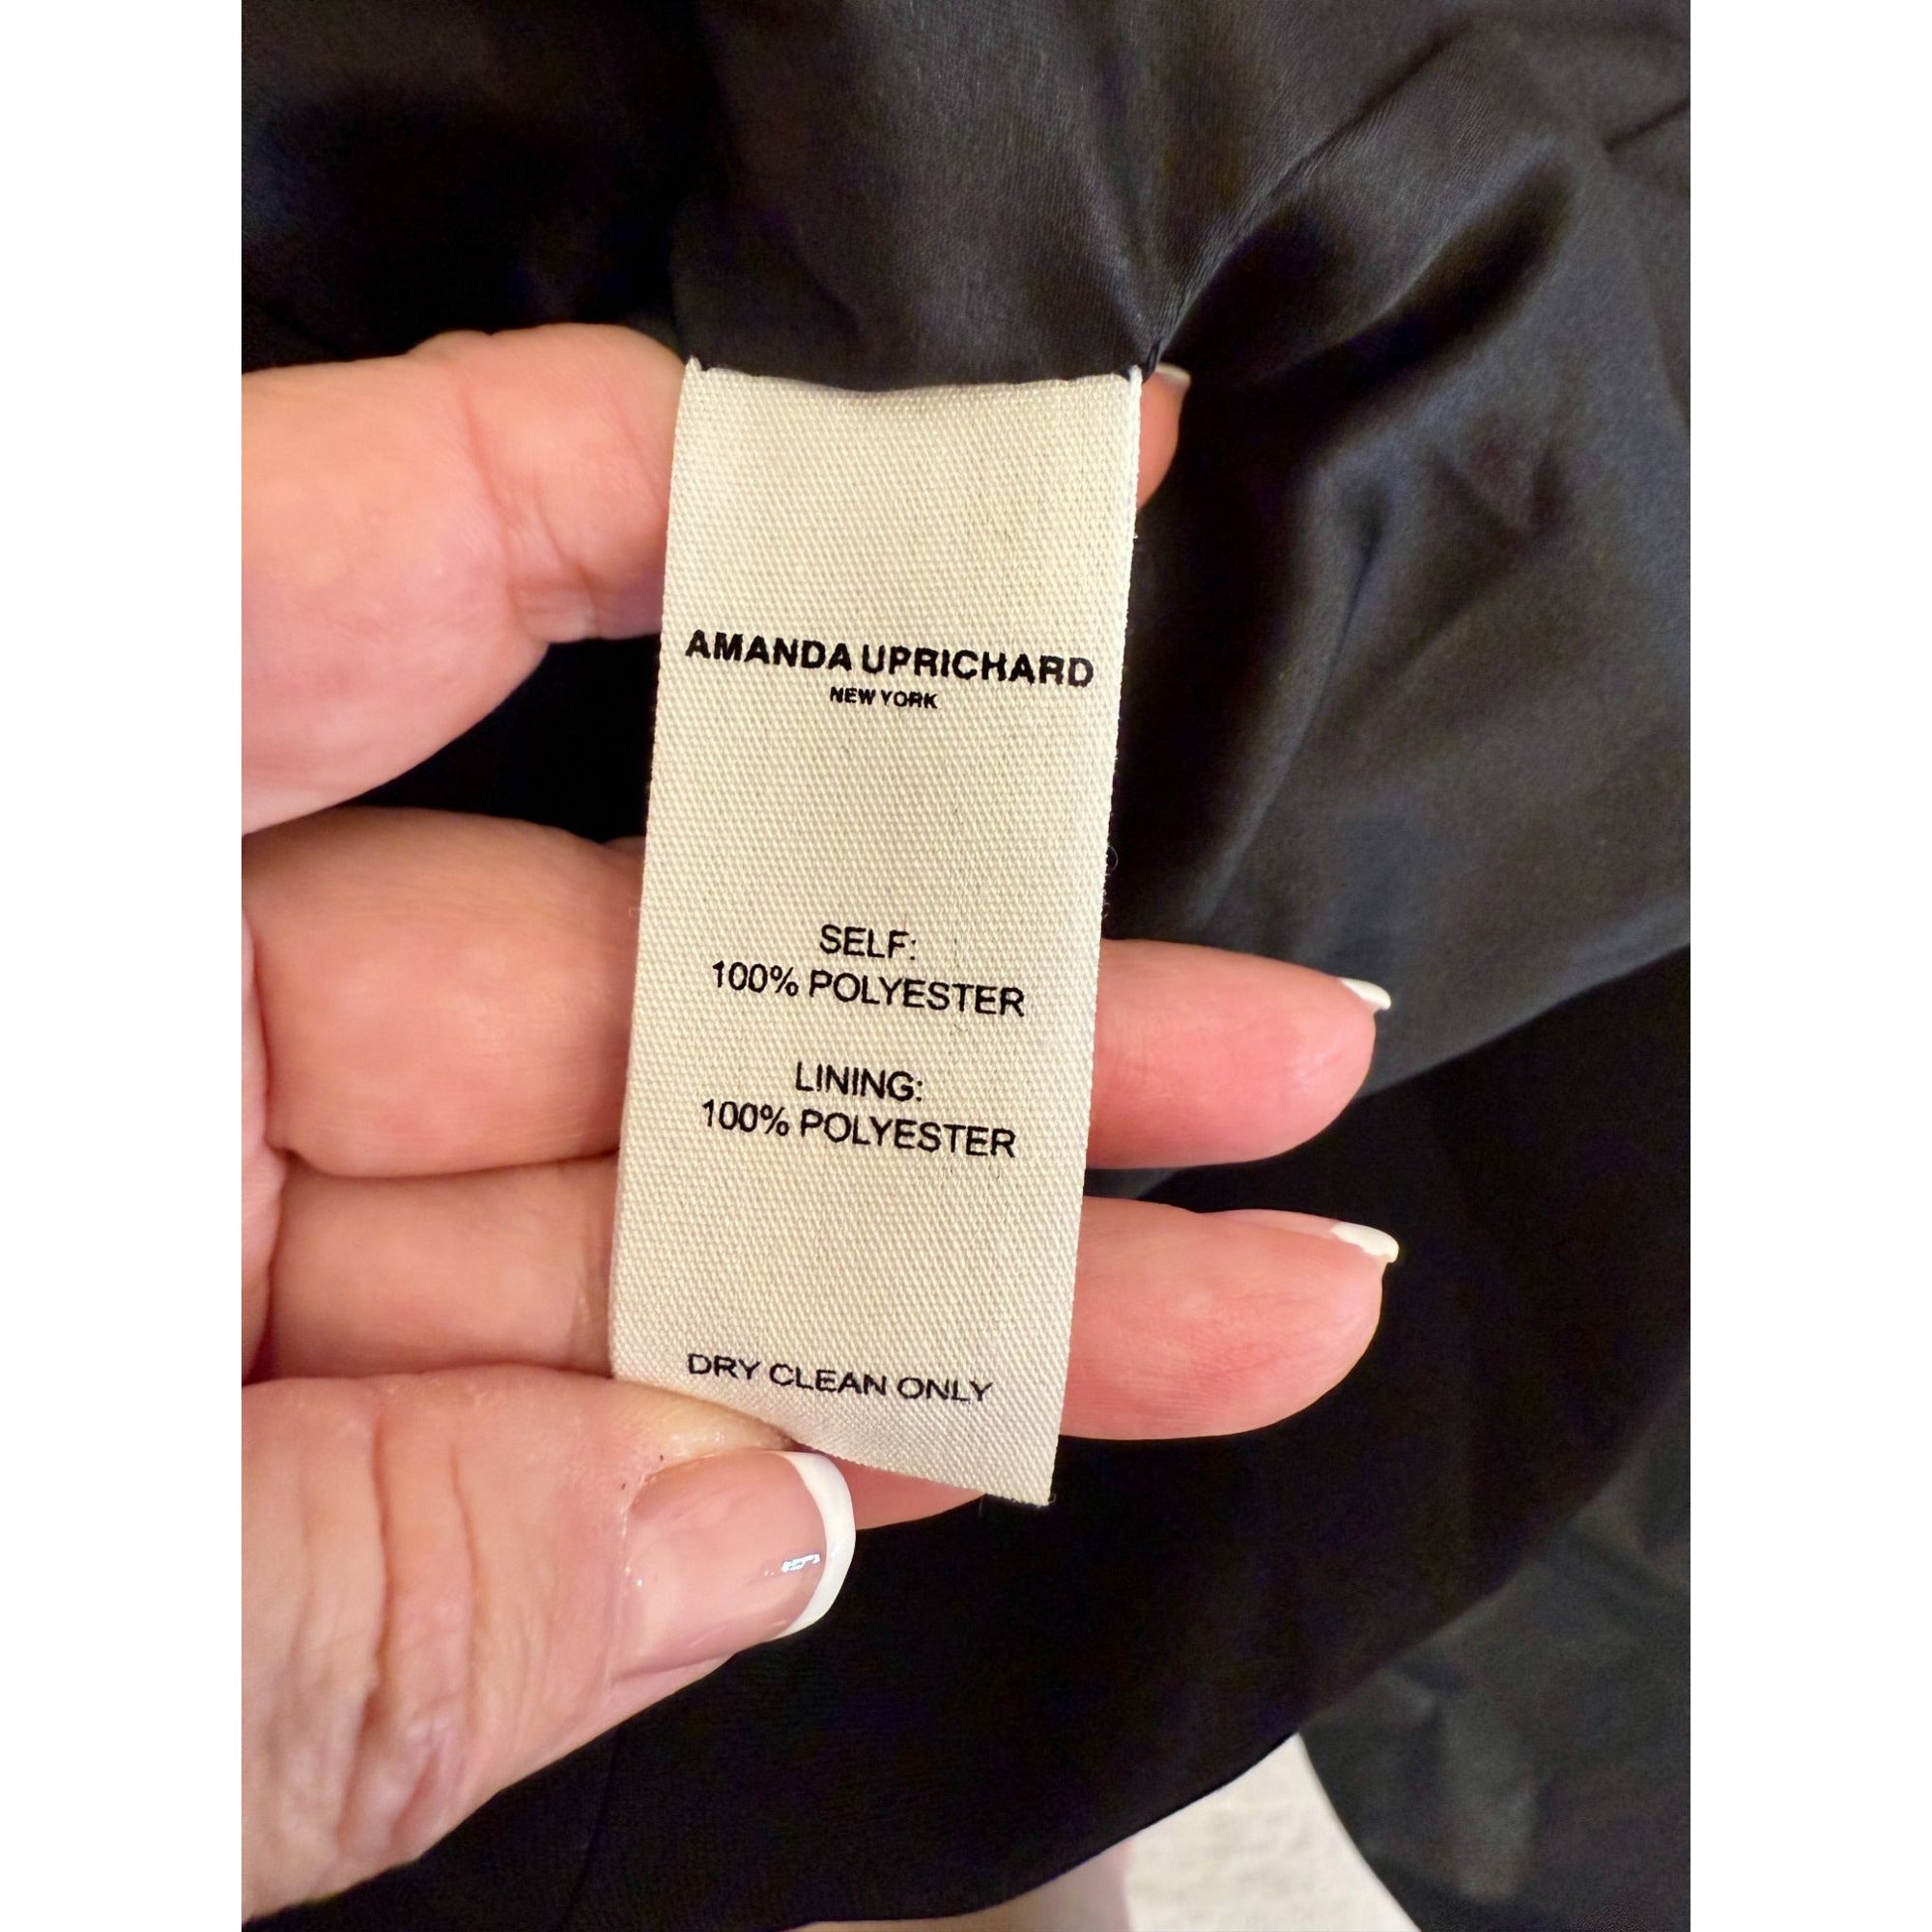 AMANDA UPRICHARD
NEW YORK
SELF:
100% POLYESTER
LINING:
100% POLYESTER
DRY CLEAN ONLY